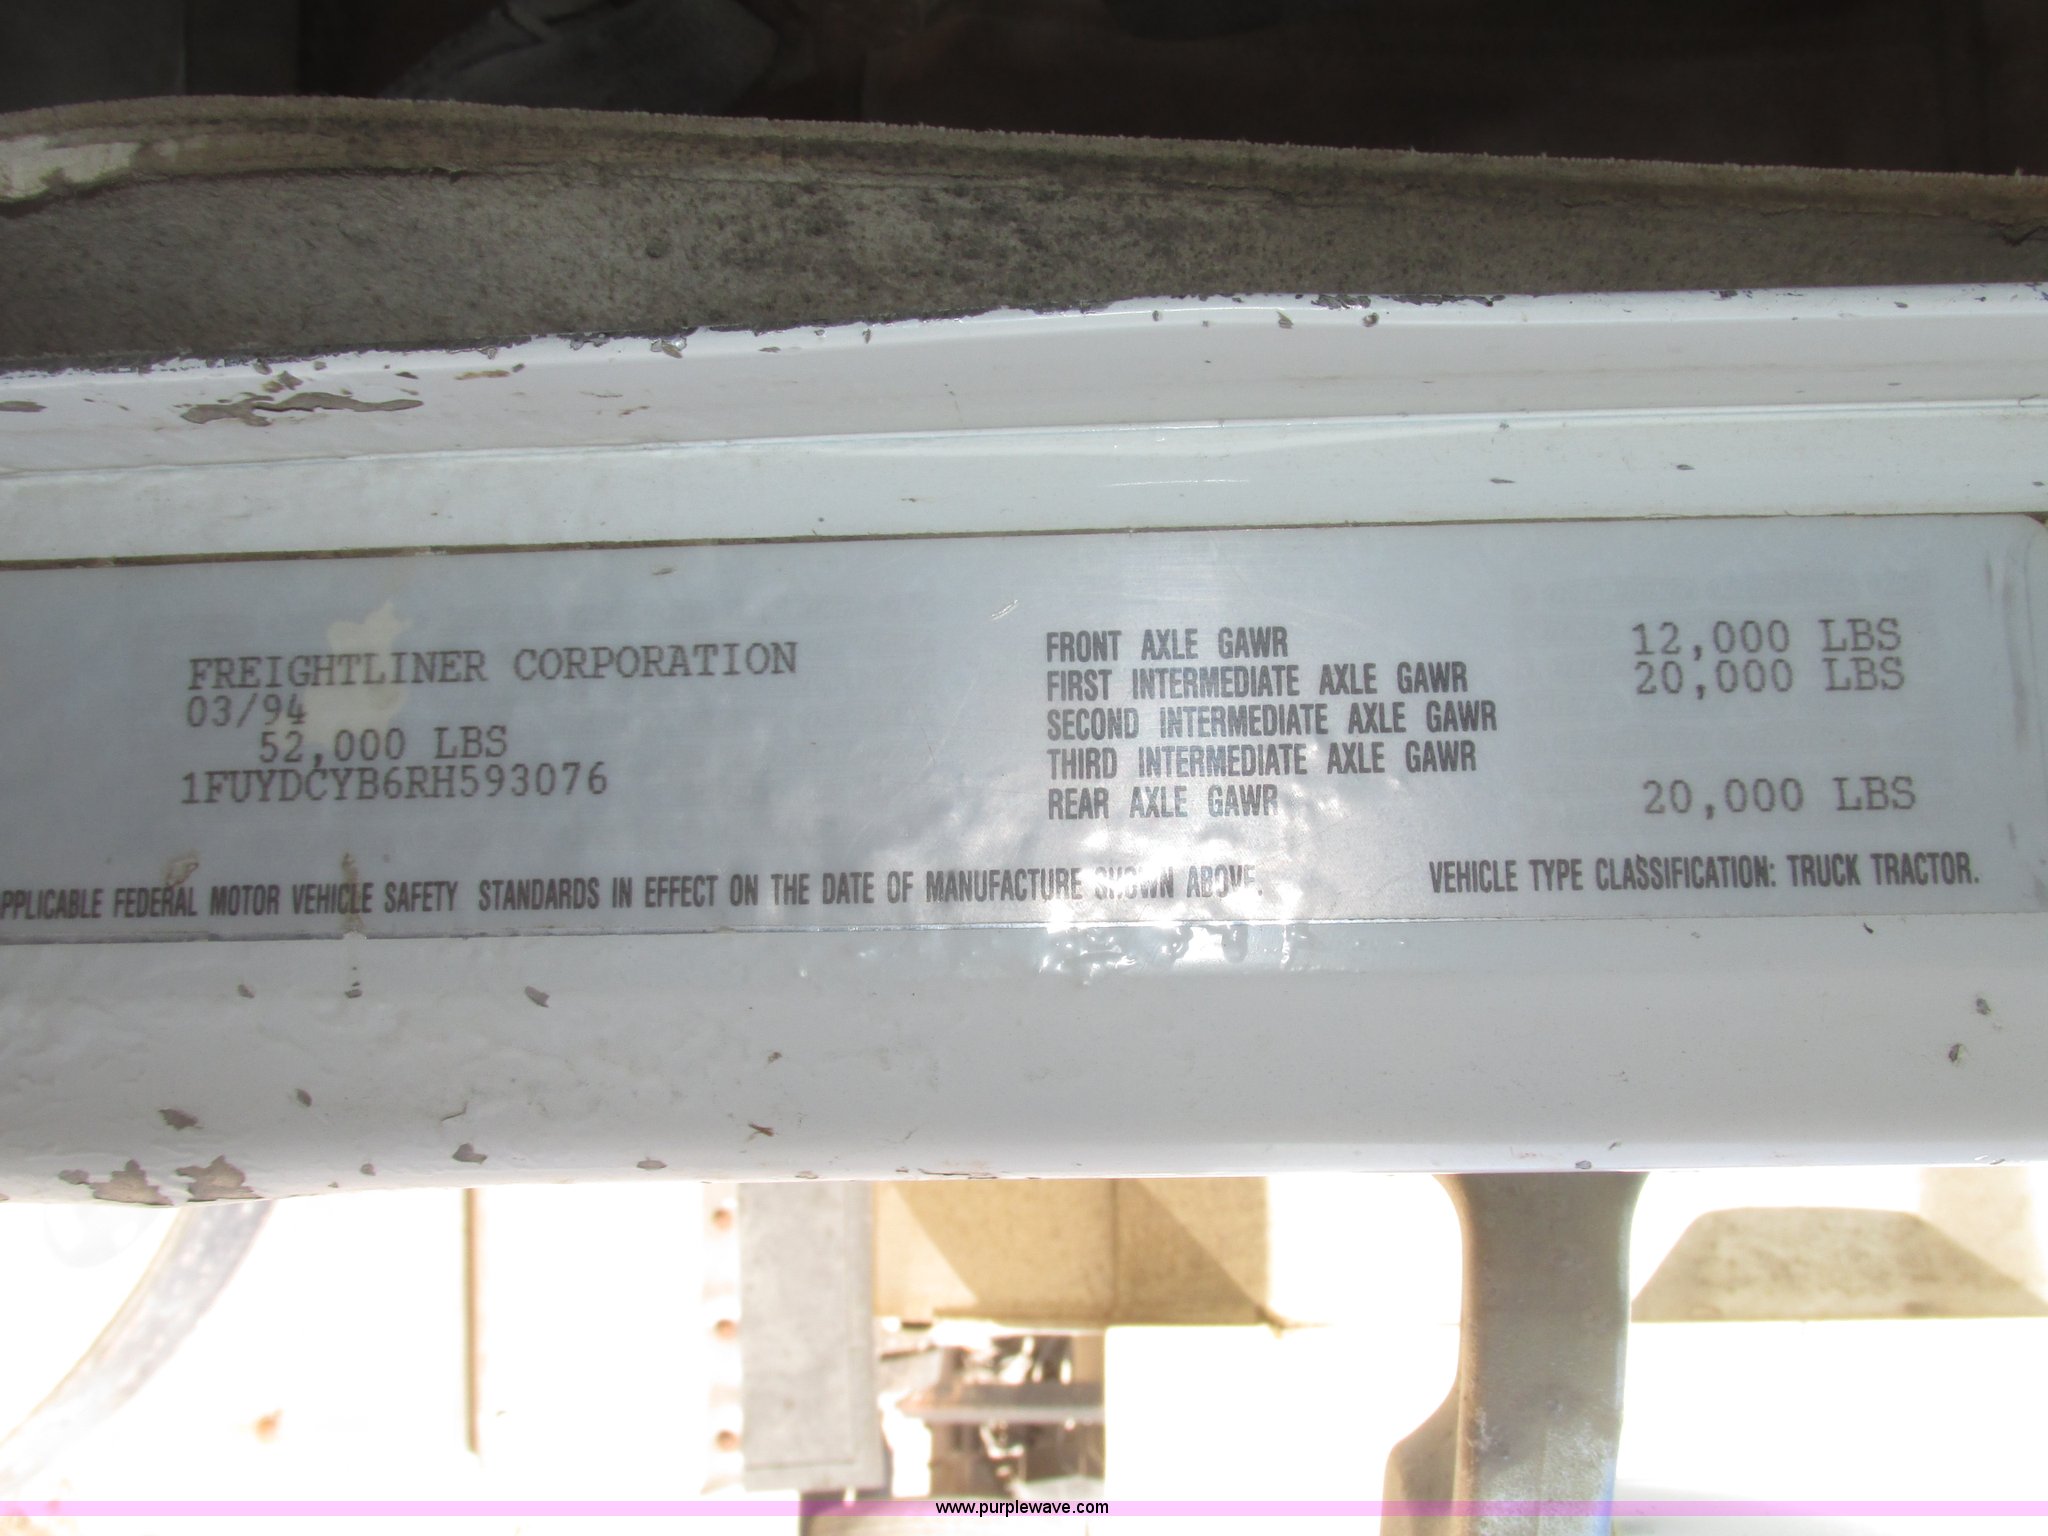 FREIGHTLINER CORPORATION
03/94
52,000 LBS
1FUYDCYB6RH593076
FRONT AXLE GAWR 12,000 LBS
FIRST INTERMEDIATE AXLE GAWR 20,000 LBS
SECOND INTERMEDIATE AXLE GAWR
THIRD INTERMEDIATE AXLE GAWR
REAR AXLE GAWR 20,000 LBS
PPLICABLE FEDERAL MOTOR VEHICLE SAFETY STANDARDS IN EFFECT ON THE DATE OF MANUFACTURE SHOWN ABOVE. VEHICLE TYPE CLASSIFICATION: TRUCK TRACTOR.
www.purplewave.com